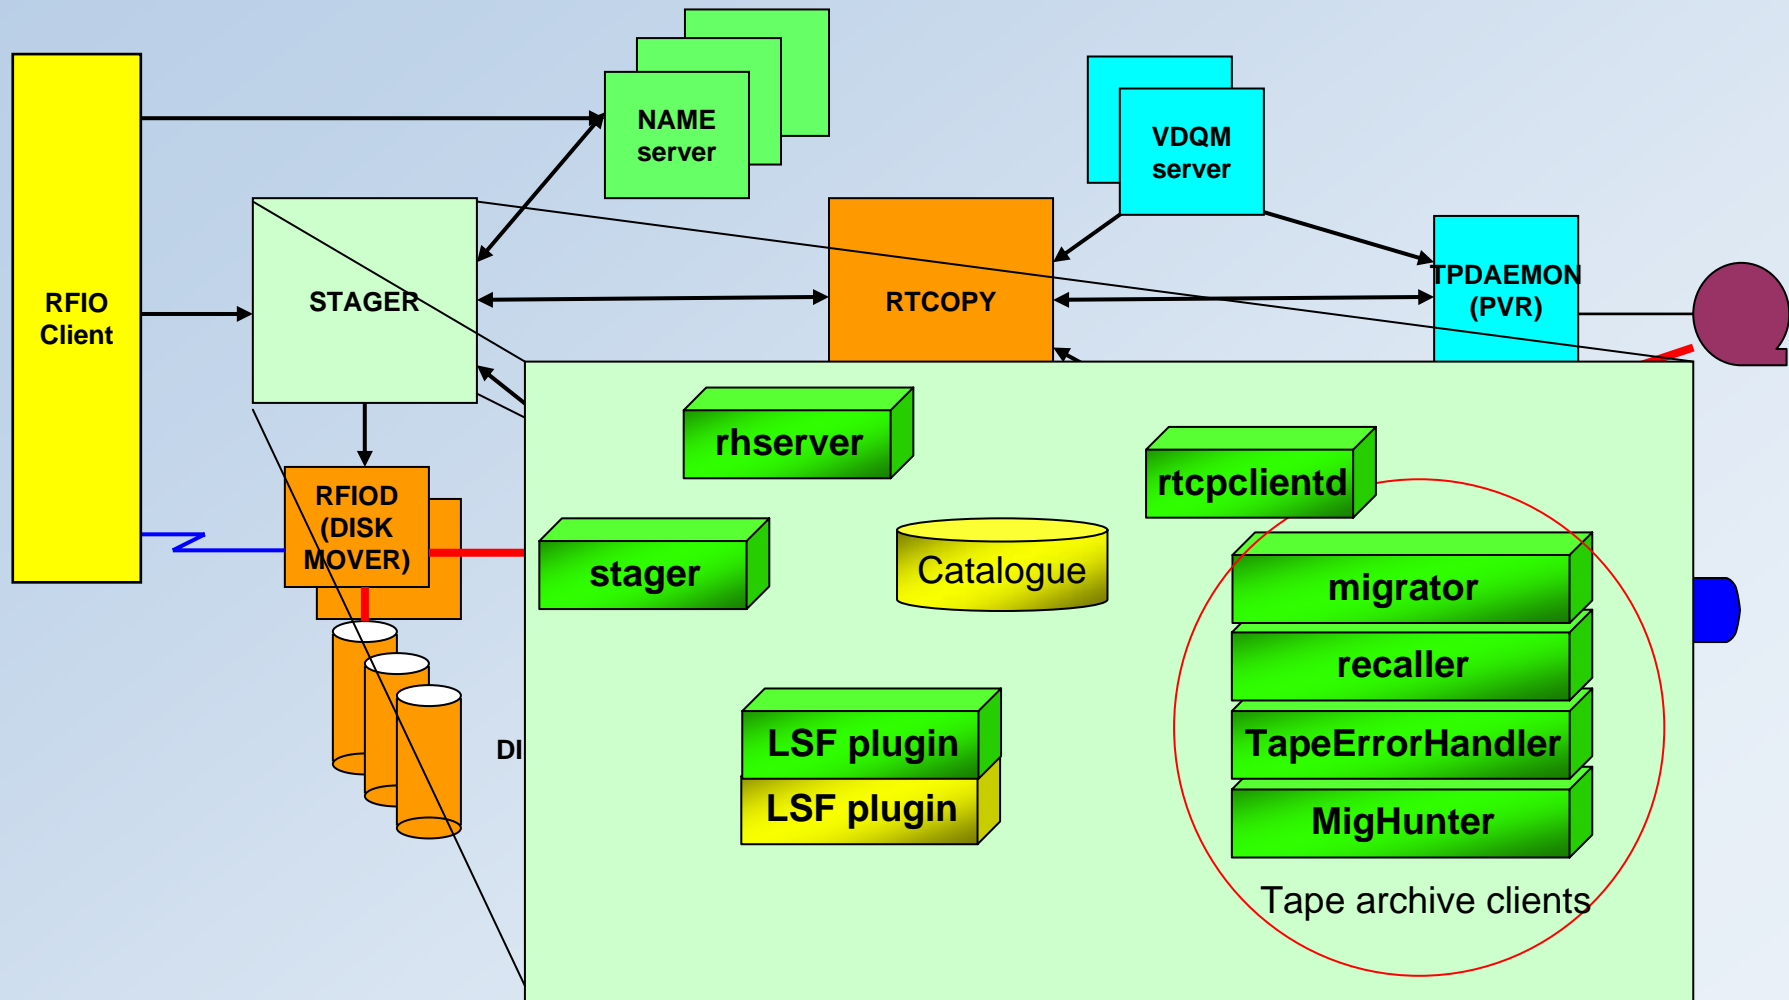 NAME
server
VDQM
server
RFIO
Client
STAGER
RTCOPY
TPDAEMON
(PVR)
rhserver
rtcpclientd
RFIOD
(DISK
MOVER)
stager
Catalogue
migrator
recaller
DI
LSF plugin
TapeErrorHandler
LSF plugin
MigHunter
Tape archive clients